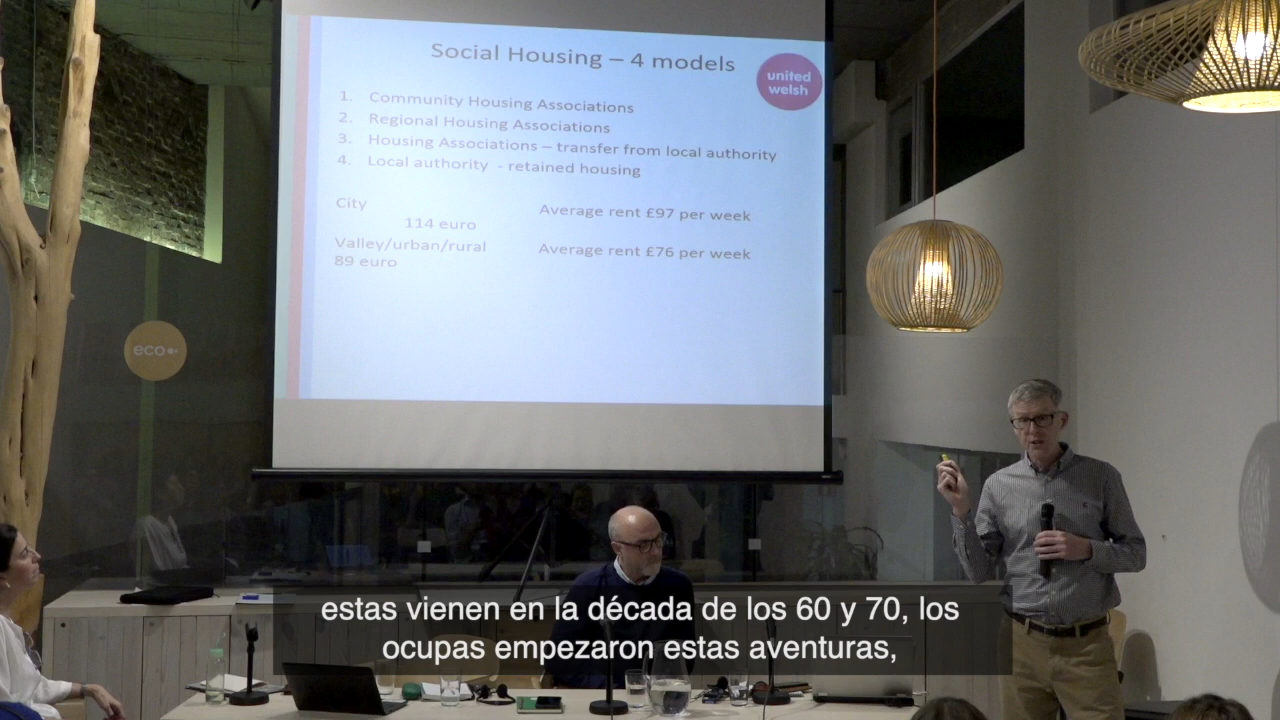 Social Housing – 4 models
united
welsh
1. Community Housing Associations
2. Regional Housing Associations
3. Housing Associations – transfer from local authority
4. Local authority - retained housing
City Average rent £97 per week
114 euro
Valley/urban/rural Average rent £76 per week
89 euro
eco
estas vienen en la década de los 60 y 70, los
ocupas empezaron estas aventuras,